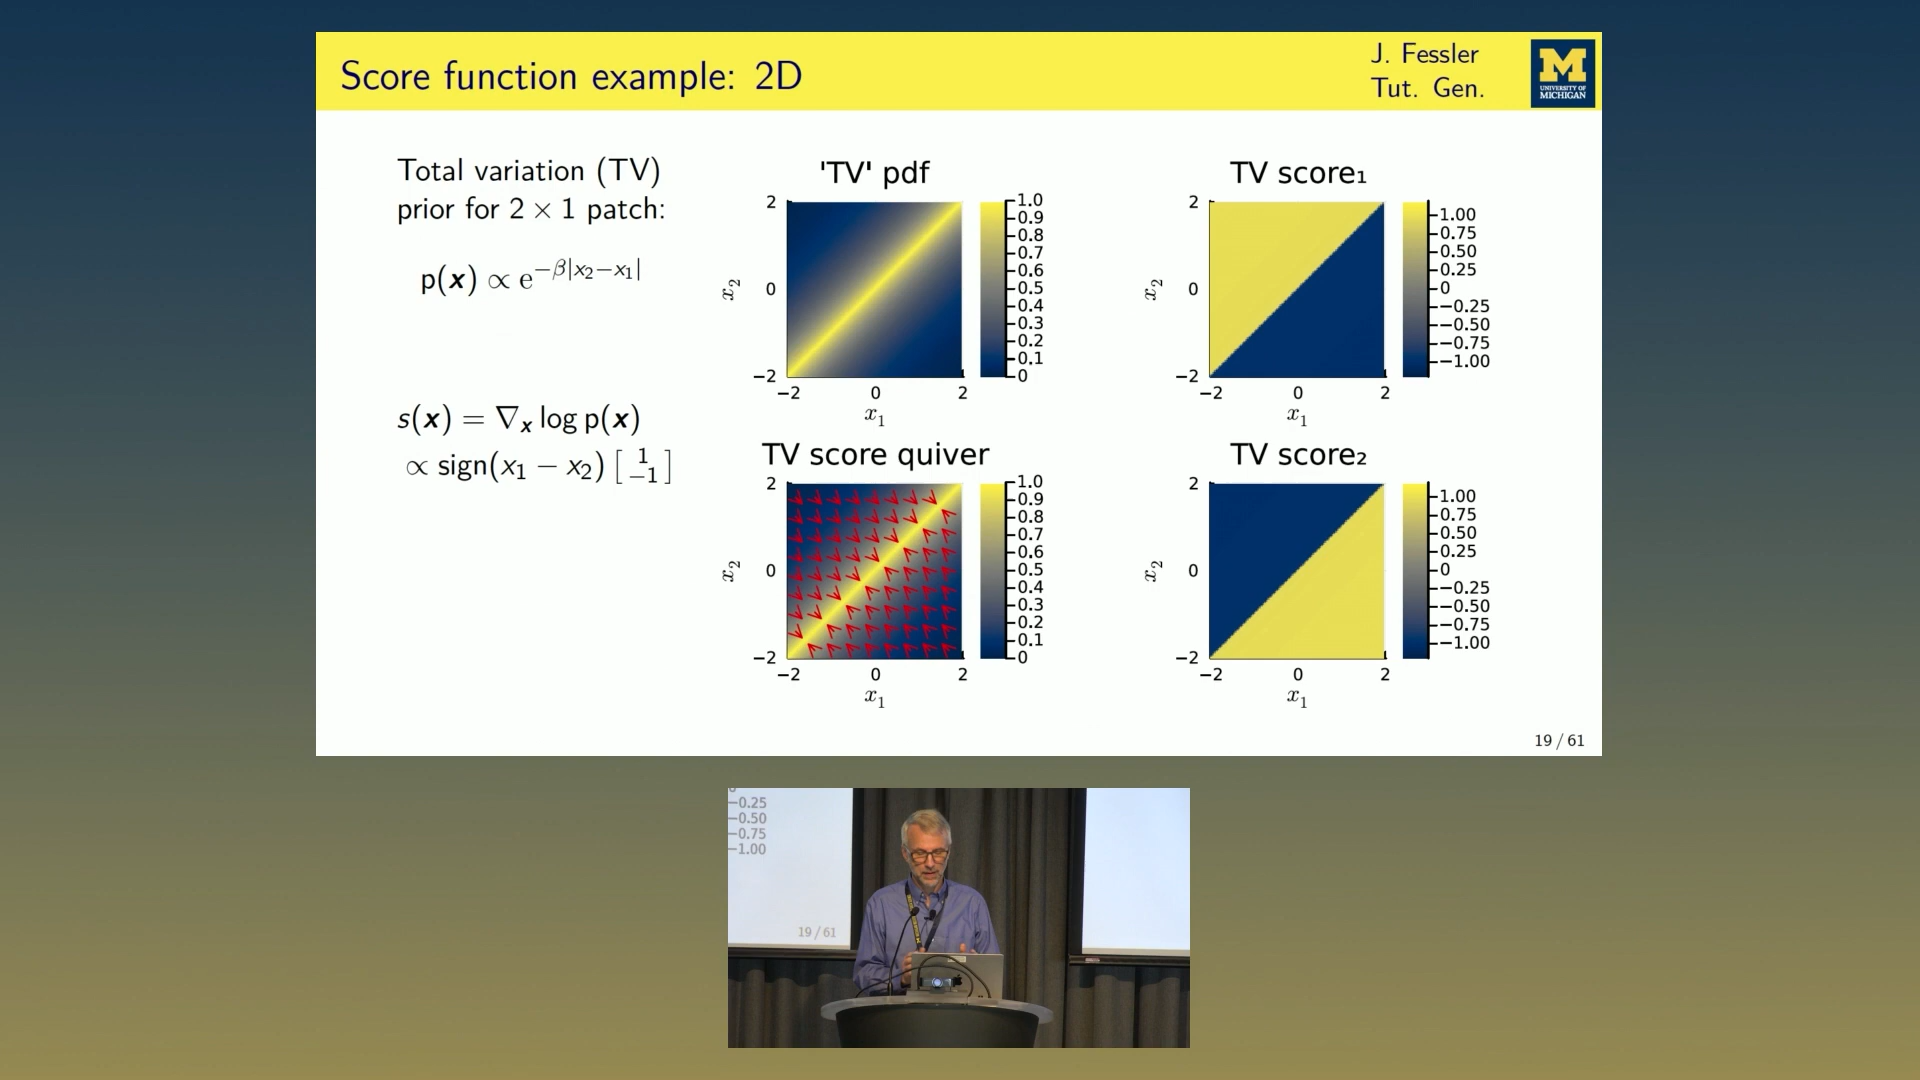 Score function example: 2D
J. Fessler
Tut. Gen.
M
UNIVERSITY OF
MICHIGAN
Total variation (TV)
prior for 2 × 1 patch:
p(x) ∝ e^{−β|x₂−x₁|}
s(x) = ∇ₓ log p(x)
∝ sign(x₁ − x₂) [ 1 −1 ]
'TV' pdf
2
0
−2
x₂
−2 0 2
x₁
1.0
0.9
0.8
0.7
0.6
0.5
0.4
0.3
0.2
0.1
0
TV score₁
2
0
−2
x₂
−2 0 2
x₁
1.00
0.75
0.50
0.25
0
−0.25
−0.50
−0.75
−1.00
TV score quiver
2
0
−2
x₂
−2 0 2
x₁
1.0
0.9
0.8
0.7
0.6
0.5
0.4
0.3
0.2
0.1
0
TV score₂
2
0
−2
x₂
−2 0 2
x₁
1.00
0.75
0.50
0.25
0
−0.25
−0.50
−0.75
−1.00
19 / 61
−0.25
−0.50
−0.75
−1.00
19 / 61